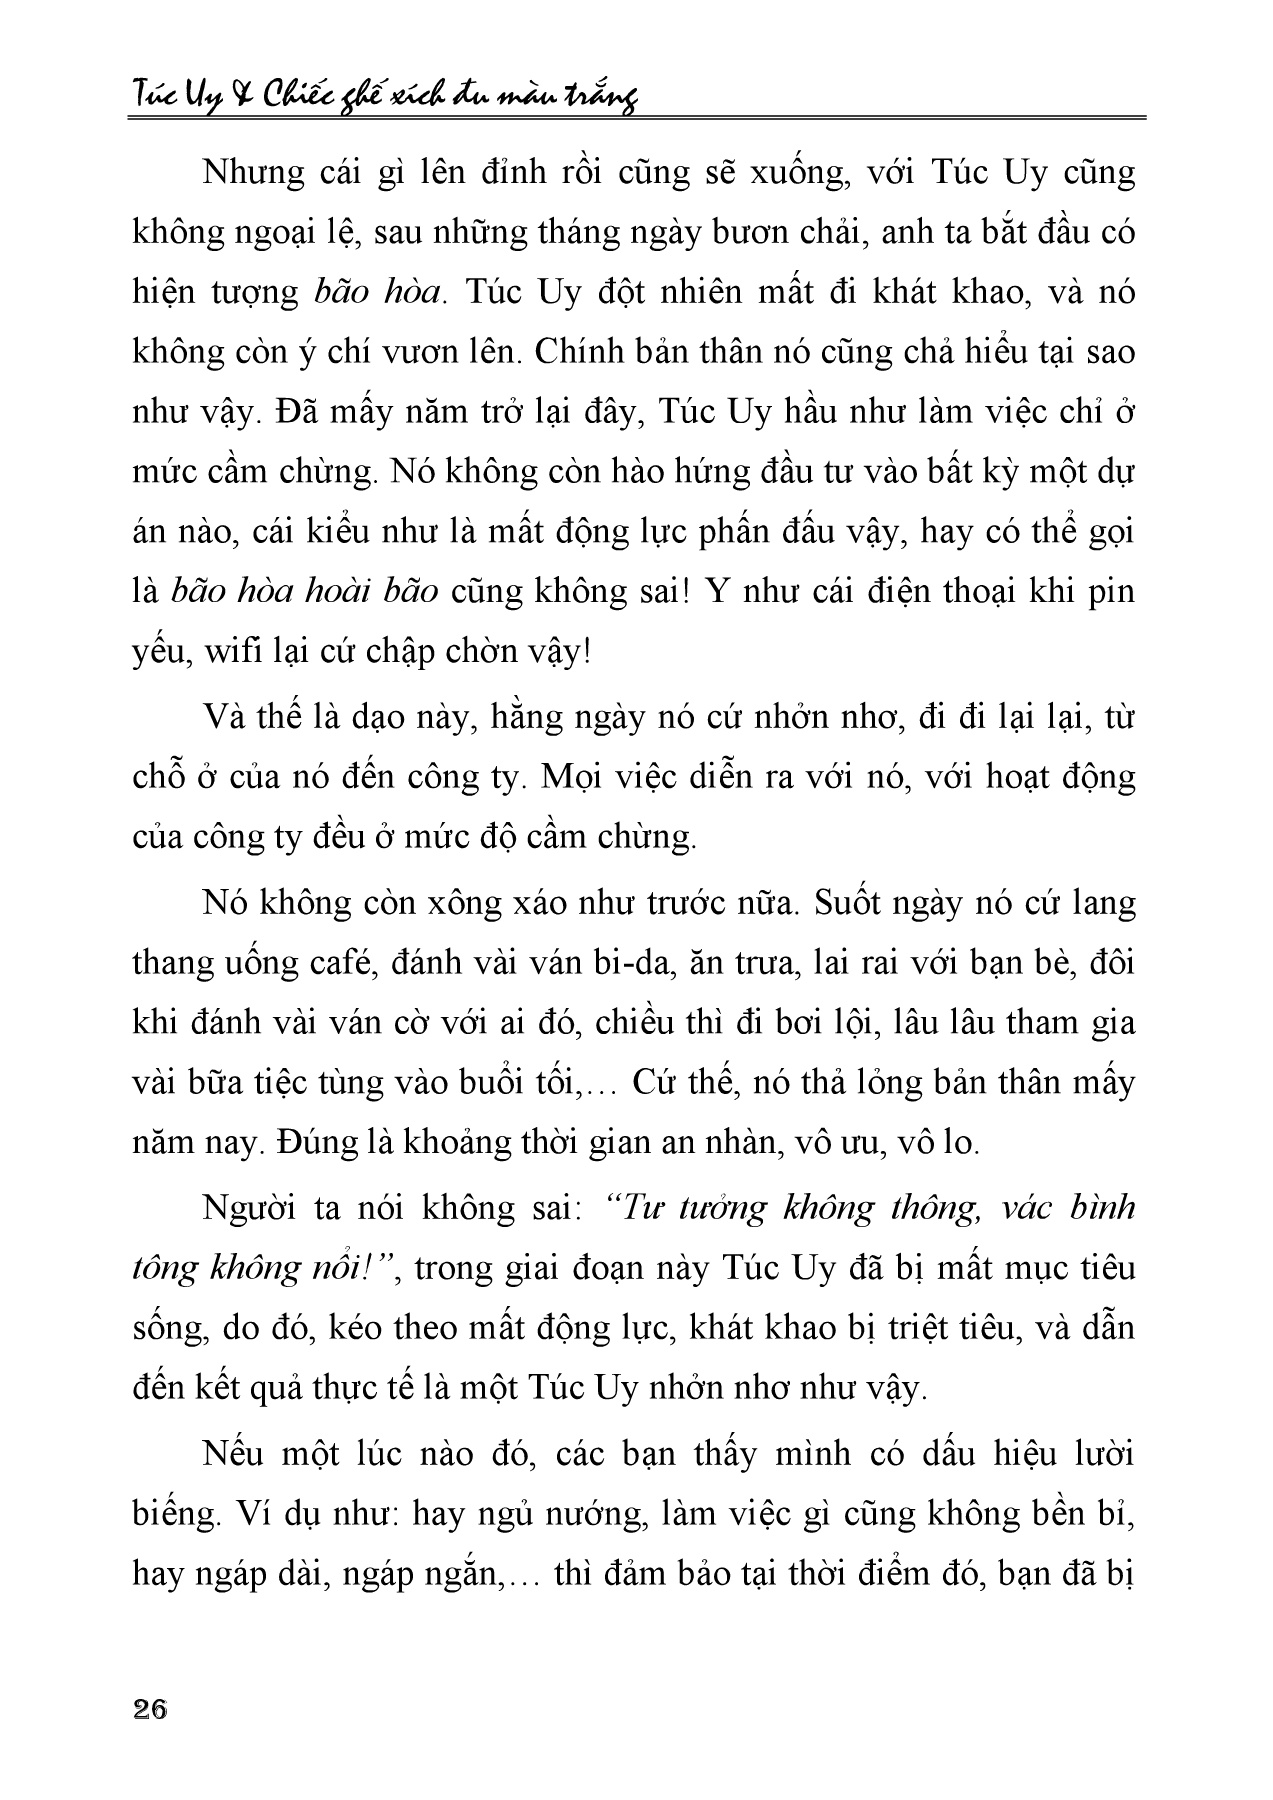 Túc Uy & Chiếc ghế xích đu màu trắng
Nhưng cái gì lên đỉnh rồi cũng sẽ xuống, với Túc Uy cũng
không ngoại lệ, sau những tháng ngày bươn chải, anh ta bắt đầu có
hiện tượng bão hòa. Túc Uy đột nhiên mất đi khát khao, và nó
không còn ý chí vươn lên. Chính bản thân nó cũng chả hiểu tại sao
như vậy. Đã mấy năm trở lại đây, Túc Uy hầu như làm việc chỉ ở
mức cầm chừng. Nó không còn hào hứng đầu tư vào bất kỳ một dự
án nào, cái kiểu như là mất động lực phấn đấu vậy, hay có thể gọi
là bão hòa hoài bão cũng không sai! Y như cái điện thoại khi pin
yếu, wifi lại cứ chập chờn vậy!
Và thế là dạo này, hằng ngày nó cứ nhởn nhơ, đi đi lại lại, từ
chỗ ở của nó đến công ty. Mọi việc diễn ra với nó, với hoạt động
của công ty đều ở mức độ cầm chừng.
Nó không còn xông xáo như trước nữa. Suốt ngày nó cứ lang
thang uống café, đánh vài ván bi-da, ăn trưa, lai rai với bạn bè, đôi
khi đánh vài ván cờ với ai đó, chiều thì đi bơi lội, lâu lâu tham gia
vài bữa tiệc tùng vào buổi tối,… Cứ thế, nó thả lỏng bản thân mấy
năm nay. Đúng là khoảng thời gian an nhàn, vô ưu, vô lo.
Người ta nói không sai: “Tư tưởng không thông, vác bình
tông không nổi!”, trong giai đoạn này Túc Uy đã bị mất mục tiêu
sống, do đó, kéo theo mất động lực, khát khao bị triệt tiêu, và dẫn
đến kết quả thực tế là một Túc Uy nhởn nhơ như vậy.
Nếu một lúc nào đó, các bạn thấy mình có dấu hiệu lười
biếng. Ví dụ như: hay ngủ nướng, làm việc gì cũng không bền bỉ,
hay ngáp dài, ngáp ngắn,… thì đảm bảo tại thời điểm đó, bạn đã bị
26